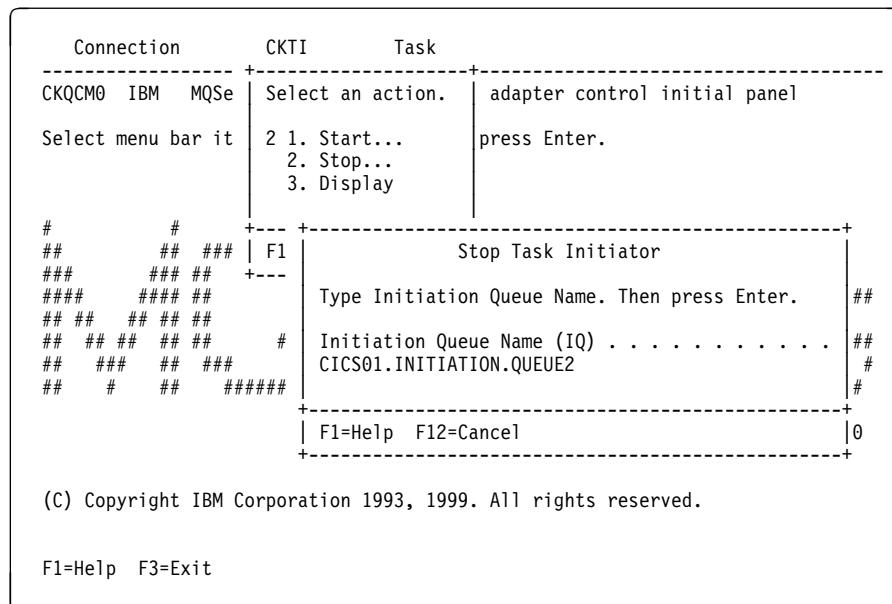 Connection CKTI Task
------------------ +--------------------+--------------------------------------
CKQCM0 IBM MQSe | Select an action. | adapter control initial panel
Select menu bar it | 2 1. Start... |press Enter.
| 2. Stop... |
| 3. Display |
# # +--- +--------------------------------------------------+
## ## ### | F1 | Stop Task Initiator |
### ### ## +--- |
#### #### ## | Type Initiation Queue Name. Then press Enter. |##
## ## ## ## ##
## ## ## ## ## # | Initiation Queue Name (IQ) . . . . . . . . . . . |##
## ### ## ### | CICS01.INITIATION.QUEUE2 | #
## # ## ###### | |#
+--------------------------------------------------+
| F1=Help F12=Cancel |0
+--------------------------------------------------+
(C) Copyright IBM Corporation 1993, 1999. All rights reserved.
F1=Help F3=Exit